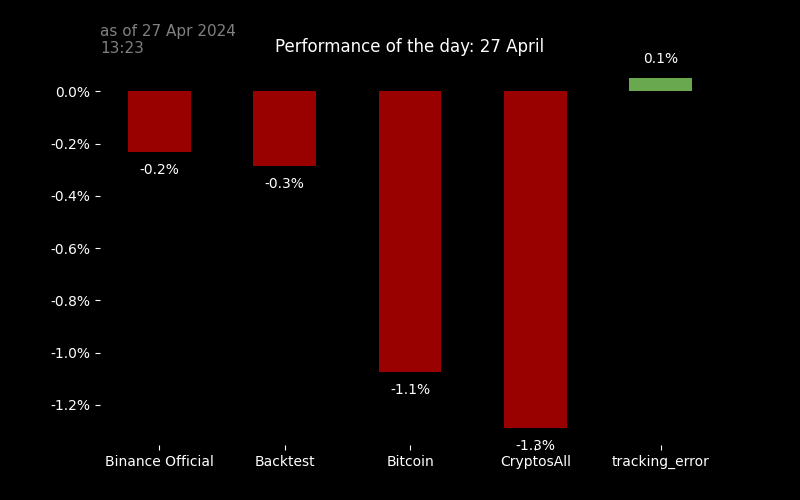 as of 27 Apr 2024
13:23
Performance of the day: 27 April
0.1%
0.0%
-0.2%
-0.4%
-0.6%
-0.8%
-1.0%
-1.2%
-0.2%
-0.3%
-1.1%
-1.3%
Binance Official
Backtest
Bitcoin
CryptosAll
tracking_error